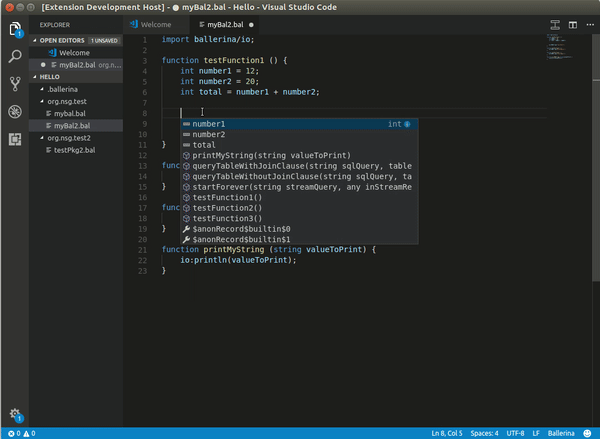 [Extension Development Host] - ● myBal2.bal - Hello - Visual Studio Code
EXPLORER
OPEN EDITORS 1 UNSAVED
Welcome
● myBal2.bal org.ns...
HELLO
.ballerina
org.nsg.test
mybal.bal
myBal2.bal
org.nsg.test2
testPkg2.bal
Welcome
myBal2.bal ●
1 import ballerina/io;
2
3 function testFunction1 () {
4 int number1 = 12;
5 int number2 = 20;
6 int total = number1 + number2;
7
8
9
10
11 }
12
13 func
14
15 }
16
17 func
18
19 }
20
21 function printMyString (string valueToPrint) {
22 io:println(valueToPrint);
23 }
number1 int
number2
total
printMyString(string valueToPrint)
queryTableWithJoinClause(string sqlQuery, table
queryTableWithoutJoinClause(string sqlQuery, ta
startForever(string streamQuery, any inStreamRe
testFunction1()
testFunction2()
testFunction3()
$anonRecord$builtin$0
$anonRecord$builtin$1
1
1
0 0
Ln 8, Col 5 Spaces: 4 UTF-8 LF Ballerina